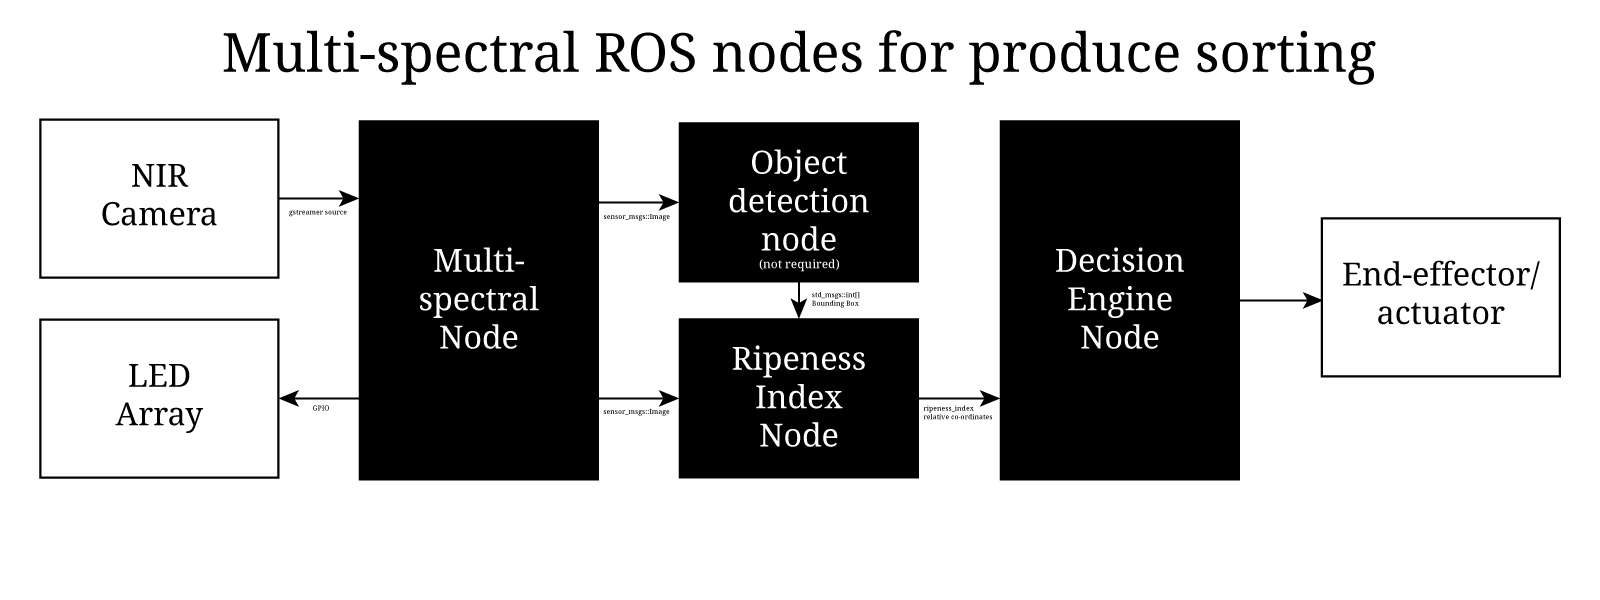 Multi-spectral ROS nodes for produce sorting
NIR
Camera
gstreamer source
LED
Array
GPIO
Multi-
spectral
Node
sensor_msgs::Image
sensor_msgs::Image
Object
detection
node
(not required)
std_msgs::int[]
Bounding Box
Ripeness
Index
Node
ripeness_index
relative co-ordinates
Decision
Engine
Node
End-effector/
actuator